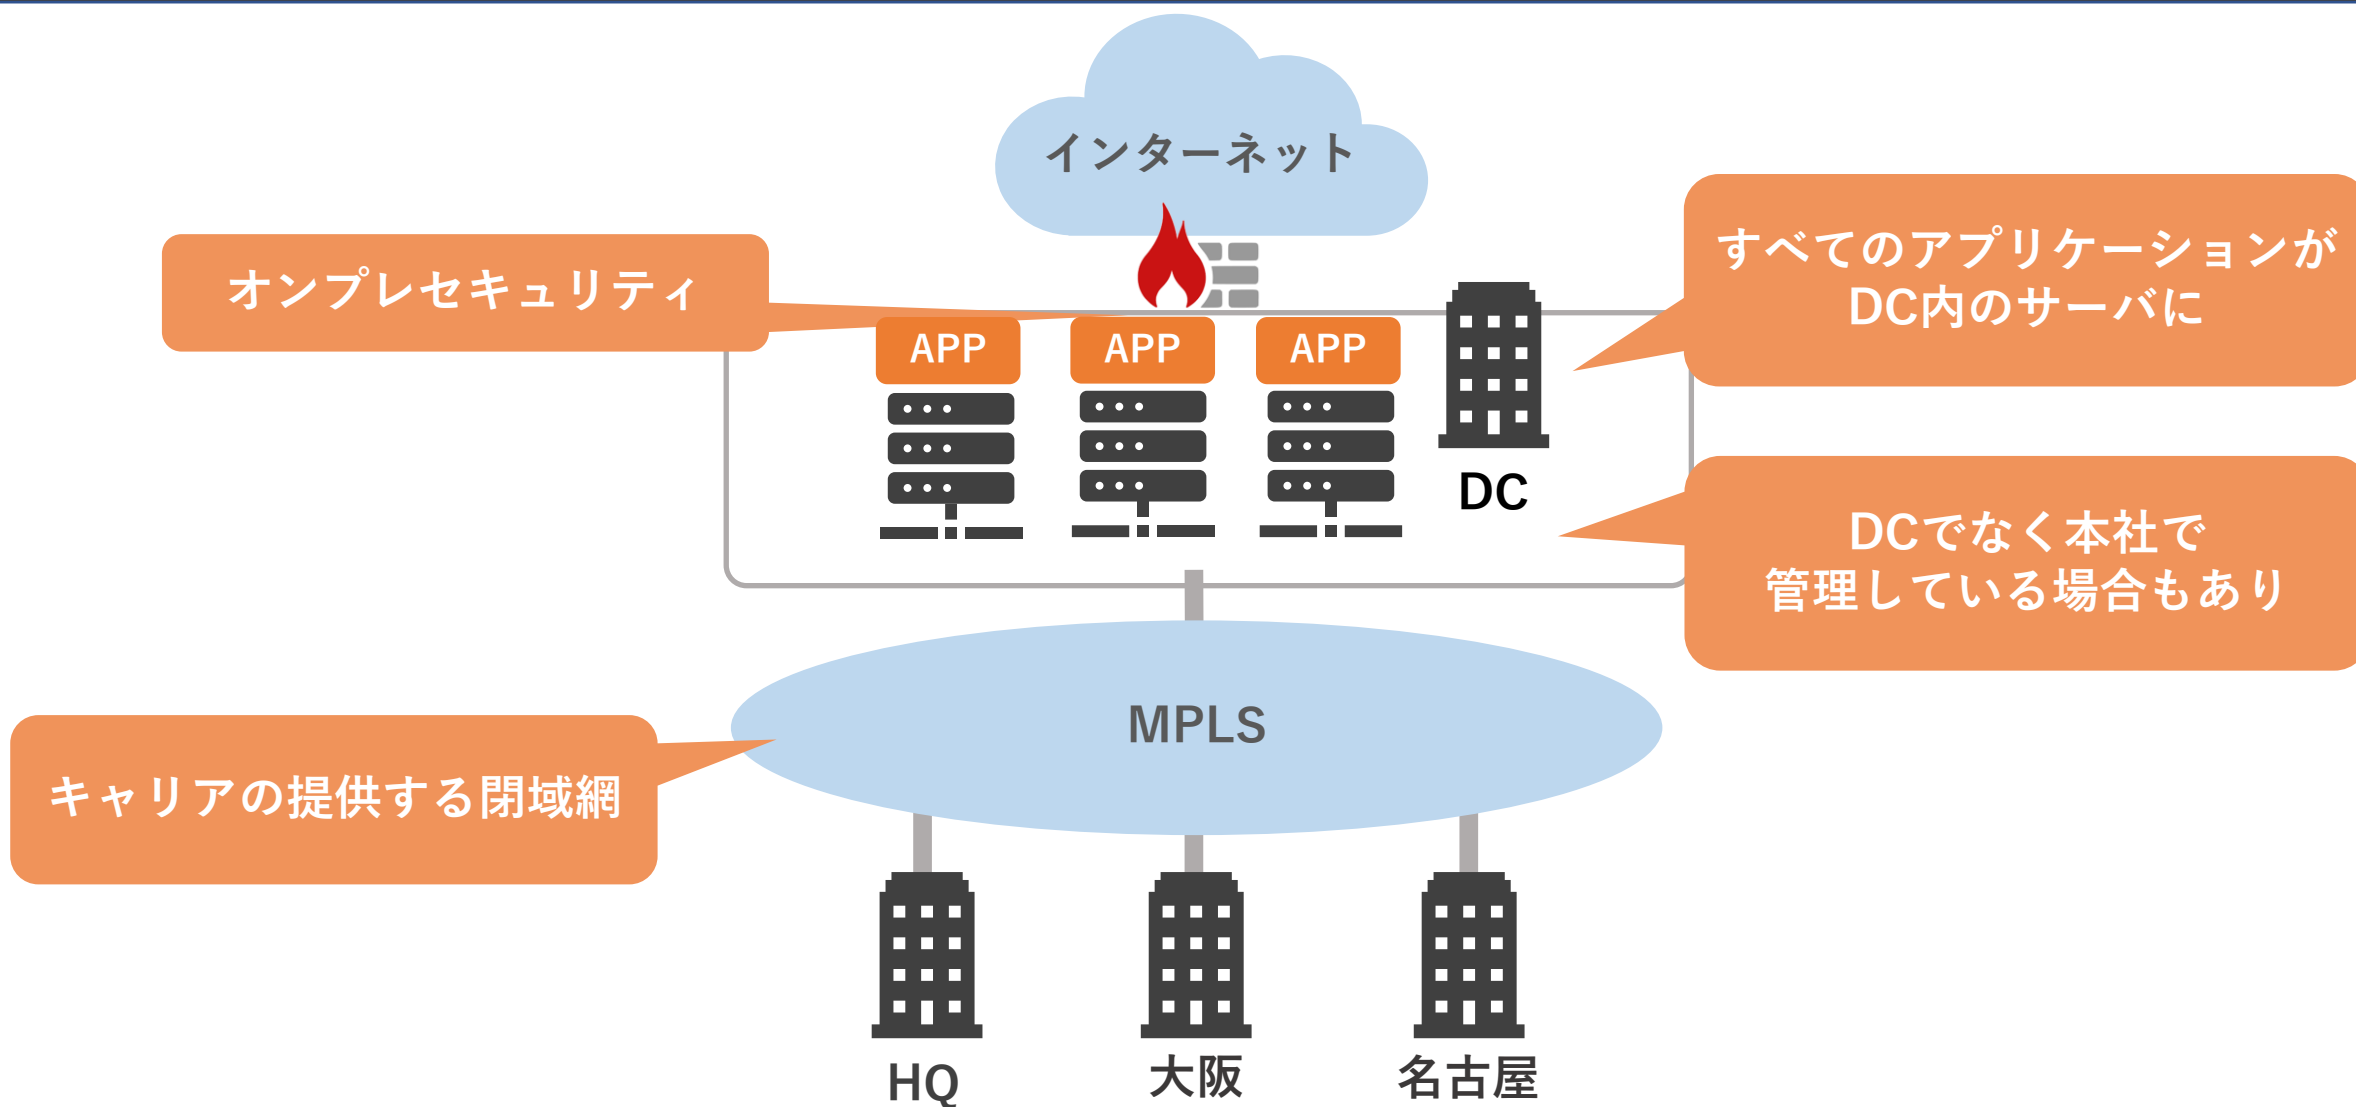 インターネット
オンプレセキュリティ
すべてのアプリケーションが
DC内のサーバに
APP
APP
APP
DC
DCでなく本社で
管理している場合もあり
MPLS
キャリアの提供する閉域網
HQ
大阪
名古屋